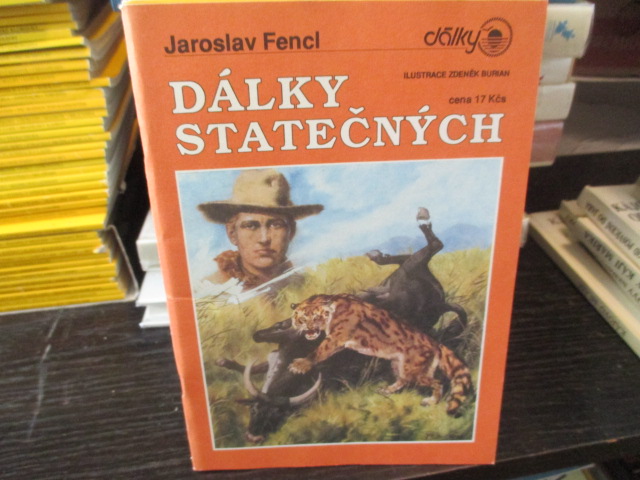 Jaroslav Fencl
dálky
ILUSTRACE ZDENĚK BURIAN
cena 17 Kčs
DÁLKY
STATEČNÝCH